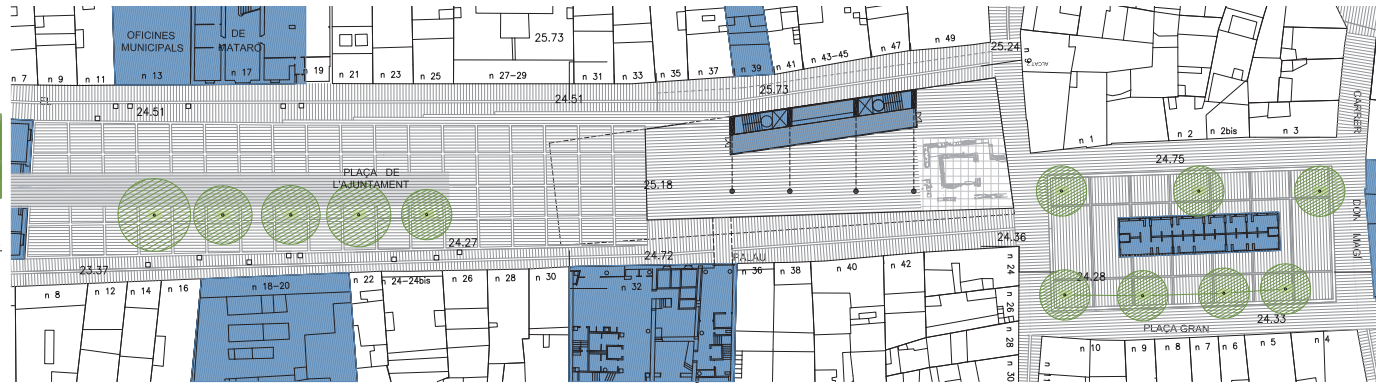 OFICINES
MUNICIPALS
DE
MATARÓ
n 7
n 9
n 11
n 13
n 17
n 19
n 21
n 23
n 25
25.73
n 27-29
n 31
n 33
n 35
n 37
n 39
n 41
n 43-45
n 47
n 49
25.24
n 1
n 2
n 2bis
n 3
CARRER
24.51
24.51
25.73
24.75
PLAÇA DE
L'AJUNTAMENT
25.18
DON
MAGÍ
24.27
24.72
PALAU
24.36
24.28
24.33
PLAÇA GRAN
23.37
n 8
n 12
n 14
n 16
n 18-20
n 22
n 24-24bis
n 26
n 28
n 30
n 32
n 36
n 38
n 40
n 42
n 24
n 26
n 28
n 30
n 10
n 9
n 8
n 7
n 6
n 5
n 4